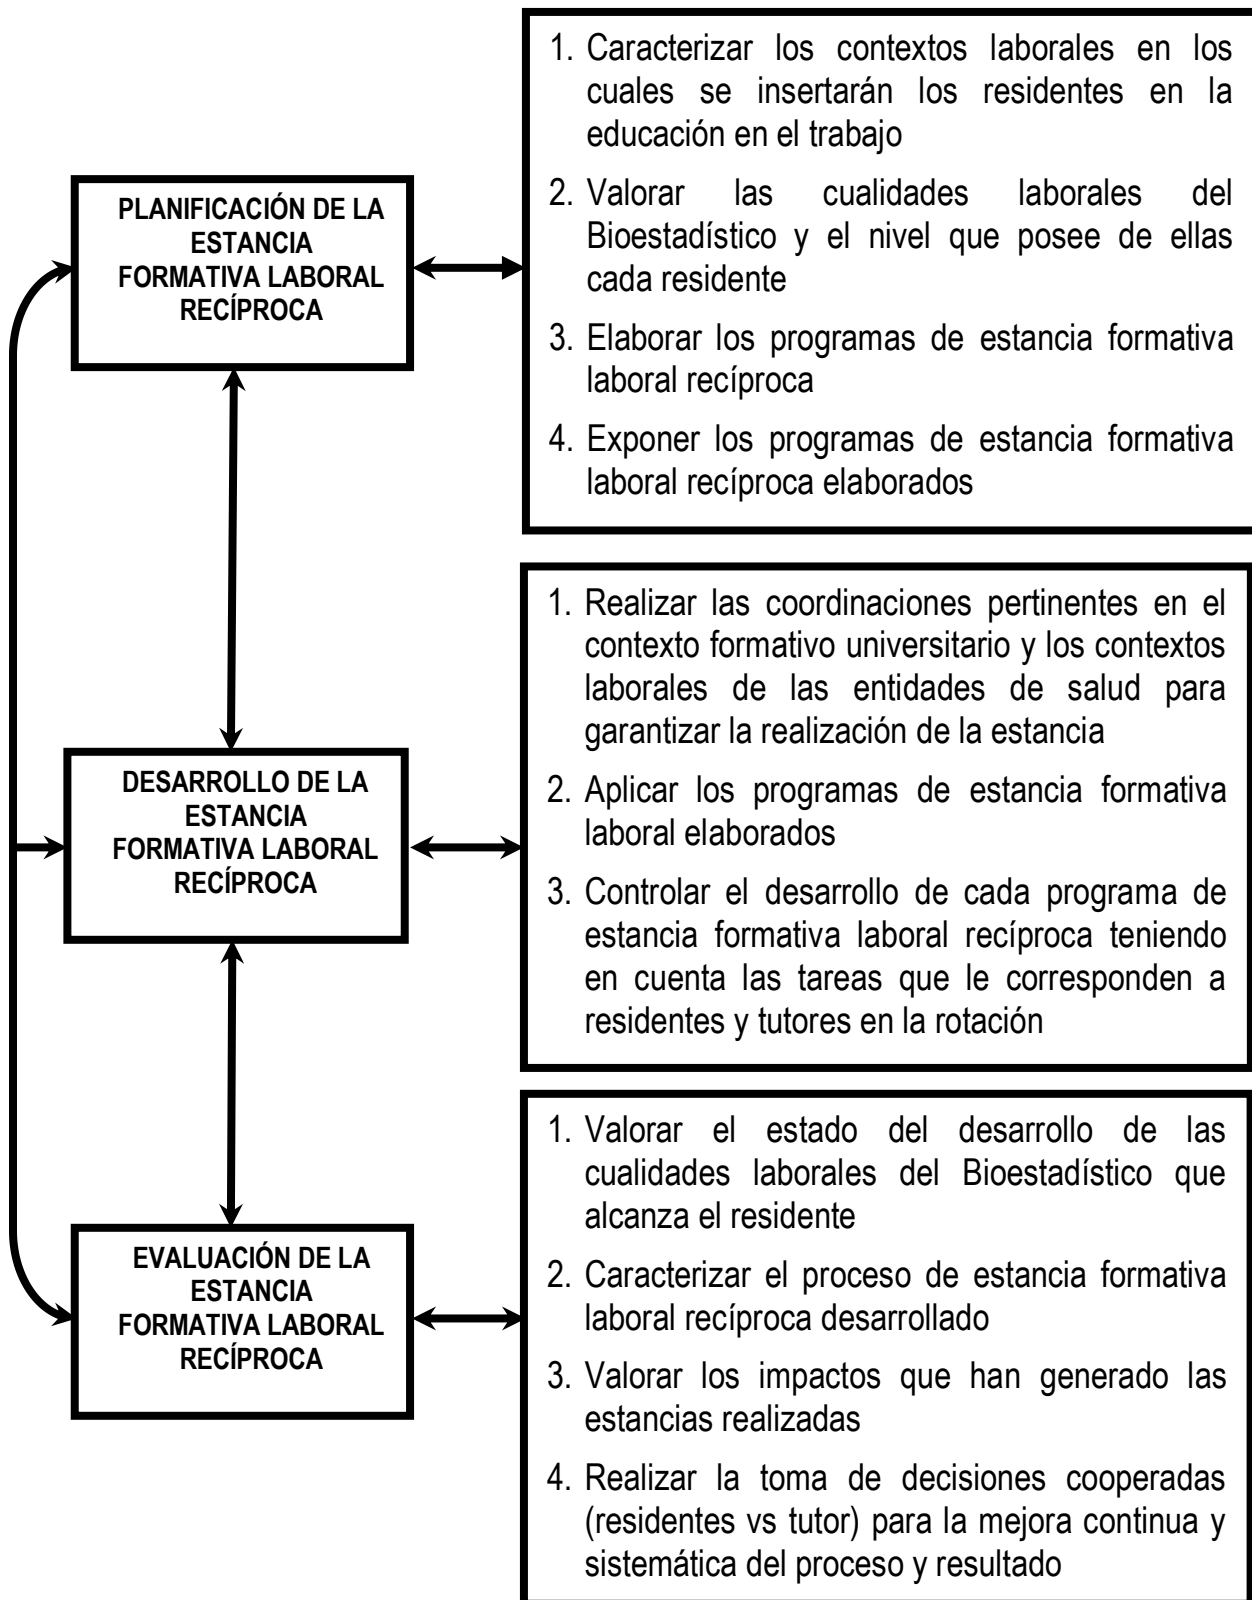 PLANIFICACIÓN DE LA
ESTANCIA
FORMATIVA LABORAL
RECÍPROCA
1. Caracterizar los contextos laborales en los
cuales se insertarán los residentes en la
educación en el trabajo
2. Valorar las cualidades laborales del
Bioestadístico y el nivel que posee de ellas
cada residente
3. Elaborar los programas de estancia formativa
laboral recíproca
4. Exponer los programas de estancia formativa
laboral recíproca elaborados
DESARROLLO DE LA
ESTANCIA
FORMATIVA LABORAL
RECÍPROCA
1. Realizar las coordinaciones pertinentes en el
contexto formativo universitario y los contextos
laborales de las entidades de salud para
garantizar la realización de la estancia
2. Aplicar los programas de estancia formativa
laboral elaborados
3. Controlar el desarrollo de cada programa de
estancia formativa laboral recíproca teniendo
en cuenta las tareas que le corresponden a
residentes y tutores en la rotación
EVALUACIÓN DE LA
ESTANCIA
FORMATIVA LABORAL
RECÍPROCA
1. Valorar el estado del desarrollo de las
cualidades laborales del Bioestadístico que
alcanza el residente
2. Caracterizar el proceso de estancia formativa
laboral recíproca desarrollado
3. Valorar los impactos que han generado las
estancias realizadas
4. Realizar la toma de decisiones cooperadas
(residentes vs tutor) para la mejora continua y
sistemática del proceso y resultado